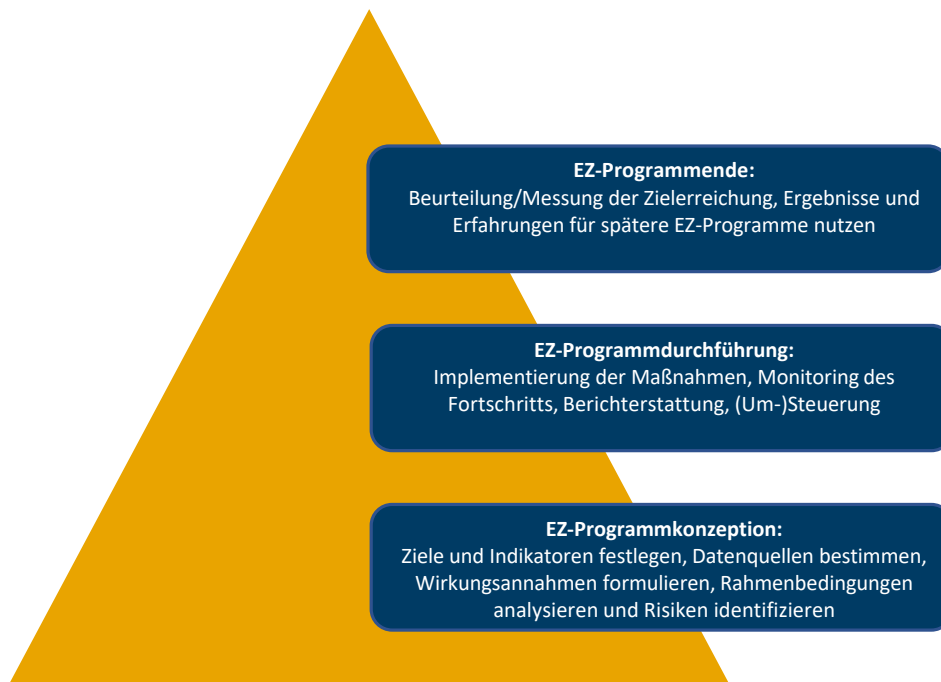 EZ-Programmende:
Beurteilung/Messung der Zielerreichung, Ergebnisse und
Erfahrungen für spätere EZ-Programme nutzen
EZ-Programmdurchführung:
Implementierung der Maßnahmen, Monitoring des
Fortschritts, Berichterstattung, (Um-)Steuerung
EZ-Programmkonzeption:
Ziele und Indikatoren festlegen, Datenquellen bestimmen,
Wirkungsannahmen formulieren, Rahmenbedingungen
analysieren und Risiken identifizieren